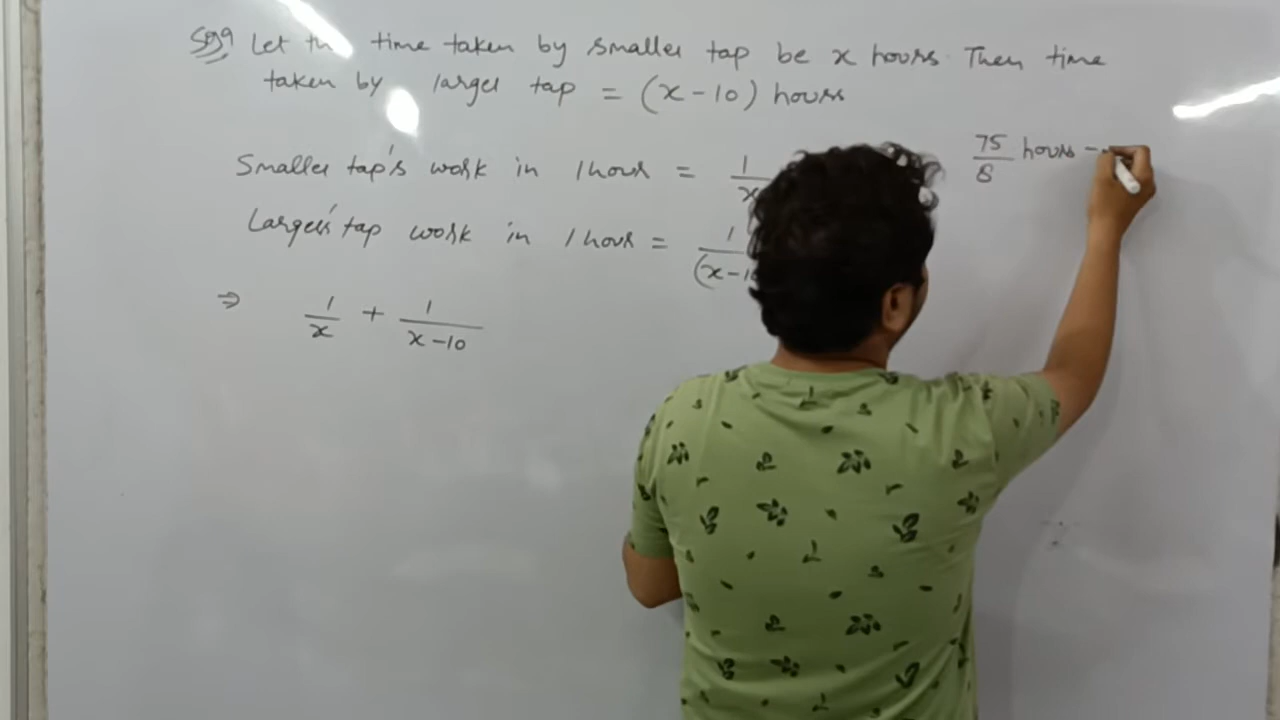 Sol9 Let the time taken by smaller tap be x hours. Then time
taken by larger tap = (x-10) hours
75/8 hours -
Smaller tap's work in 1 hour = 1/x
Larger's tap work in 1 hour = 1/(x-10
⇒ 1/x + 1/x-10